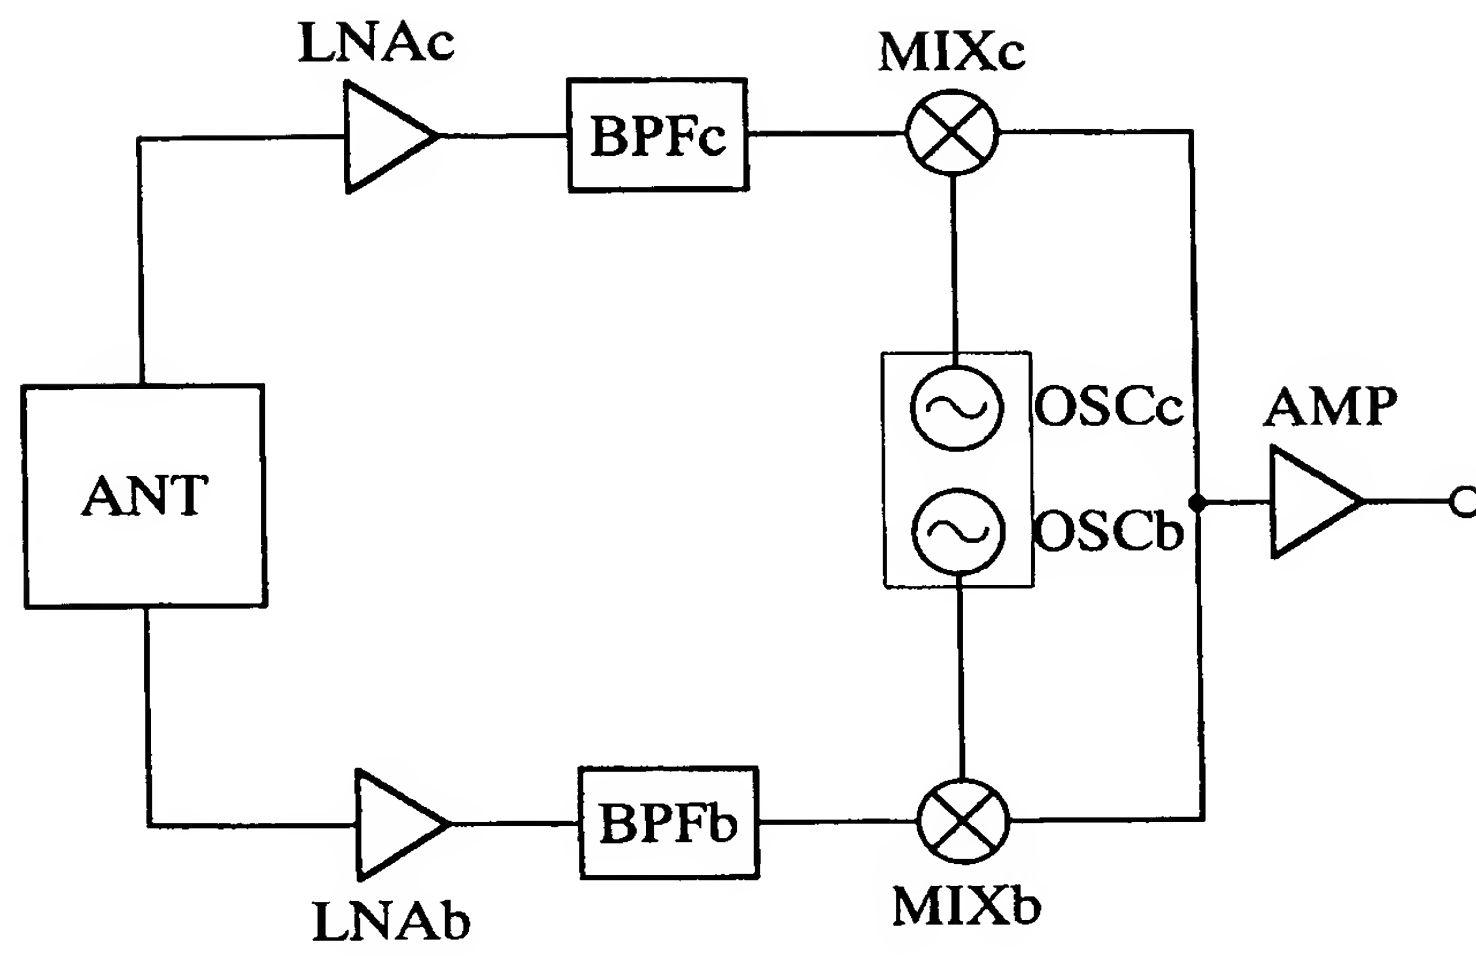 LNAc
MIXc
BPFc
OSCc
AMP
ANT
OSCb
BPFb
MIXb
LNAb